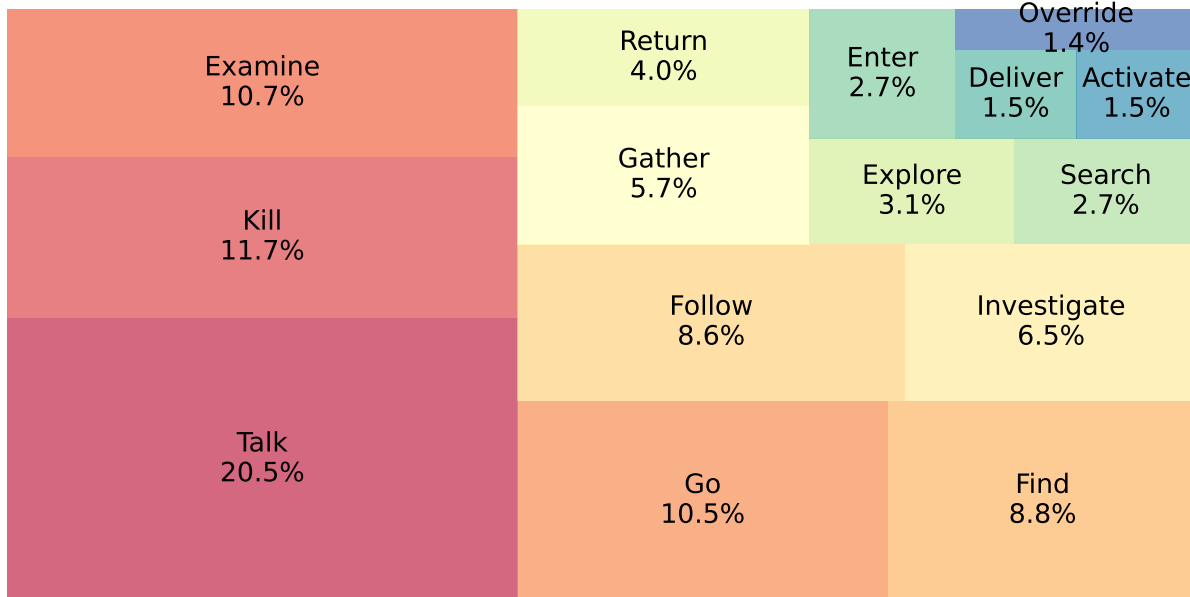 Examine
10.7%
Kill
11.7%
Talk
20.5%
Return
4.0%
Gather
5.7%
Enter
2.7%
Override
1.4%
Deliver
1.5%
Activate
1.5%
Explore
3.1%
Search
2.7%
Follow
8.6%
Investigate
6.5%
Go
10.5%
Find
8.8%